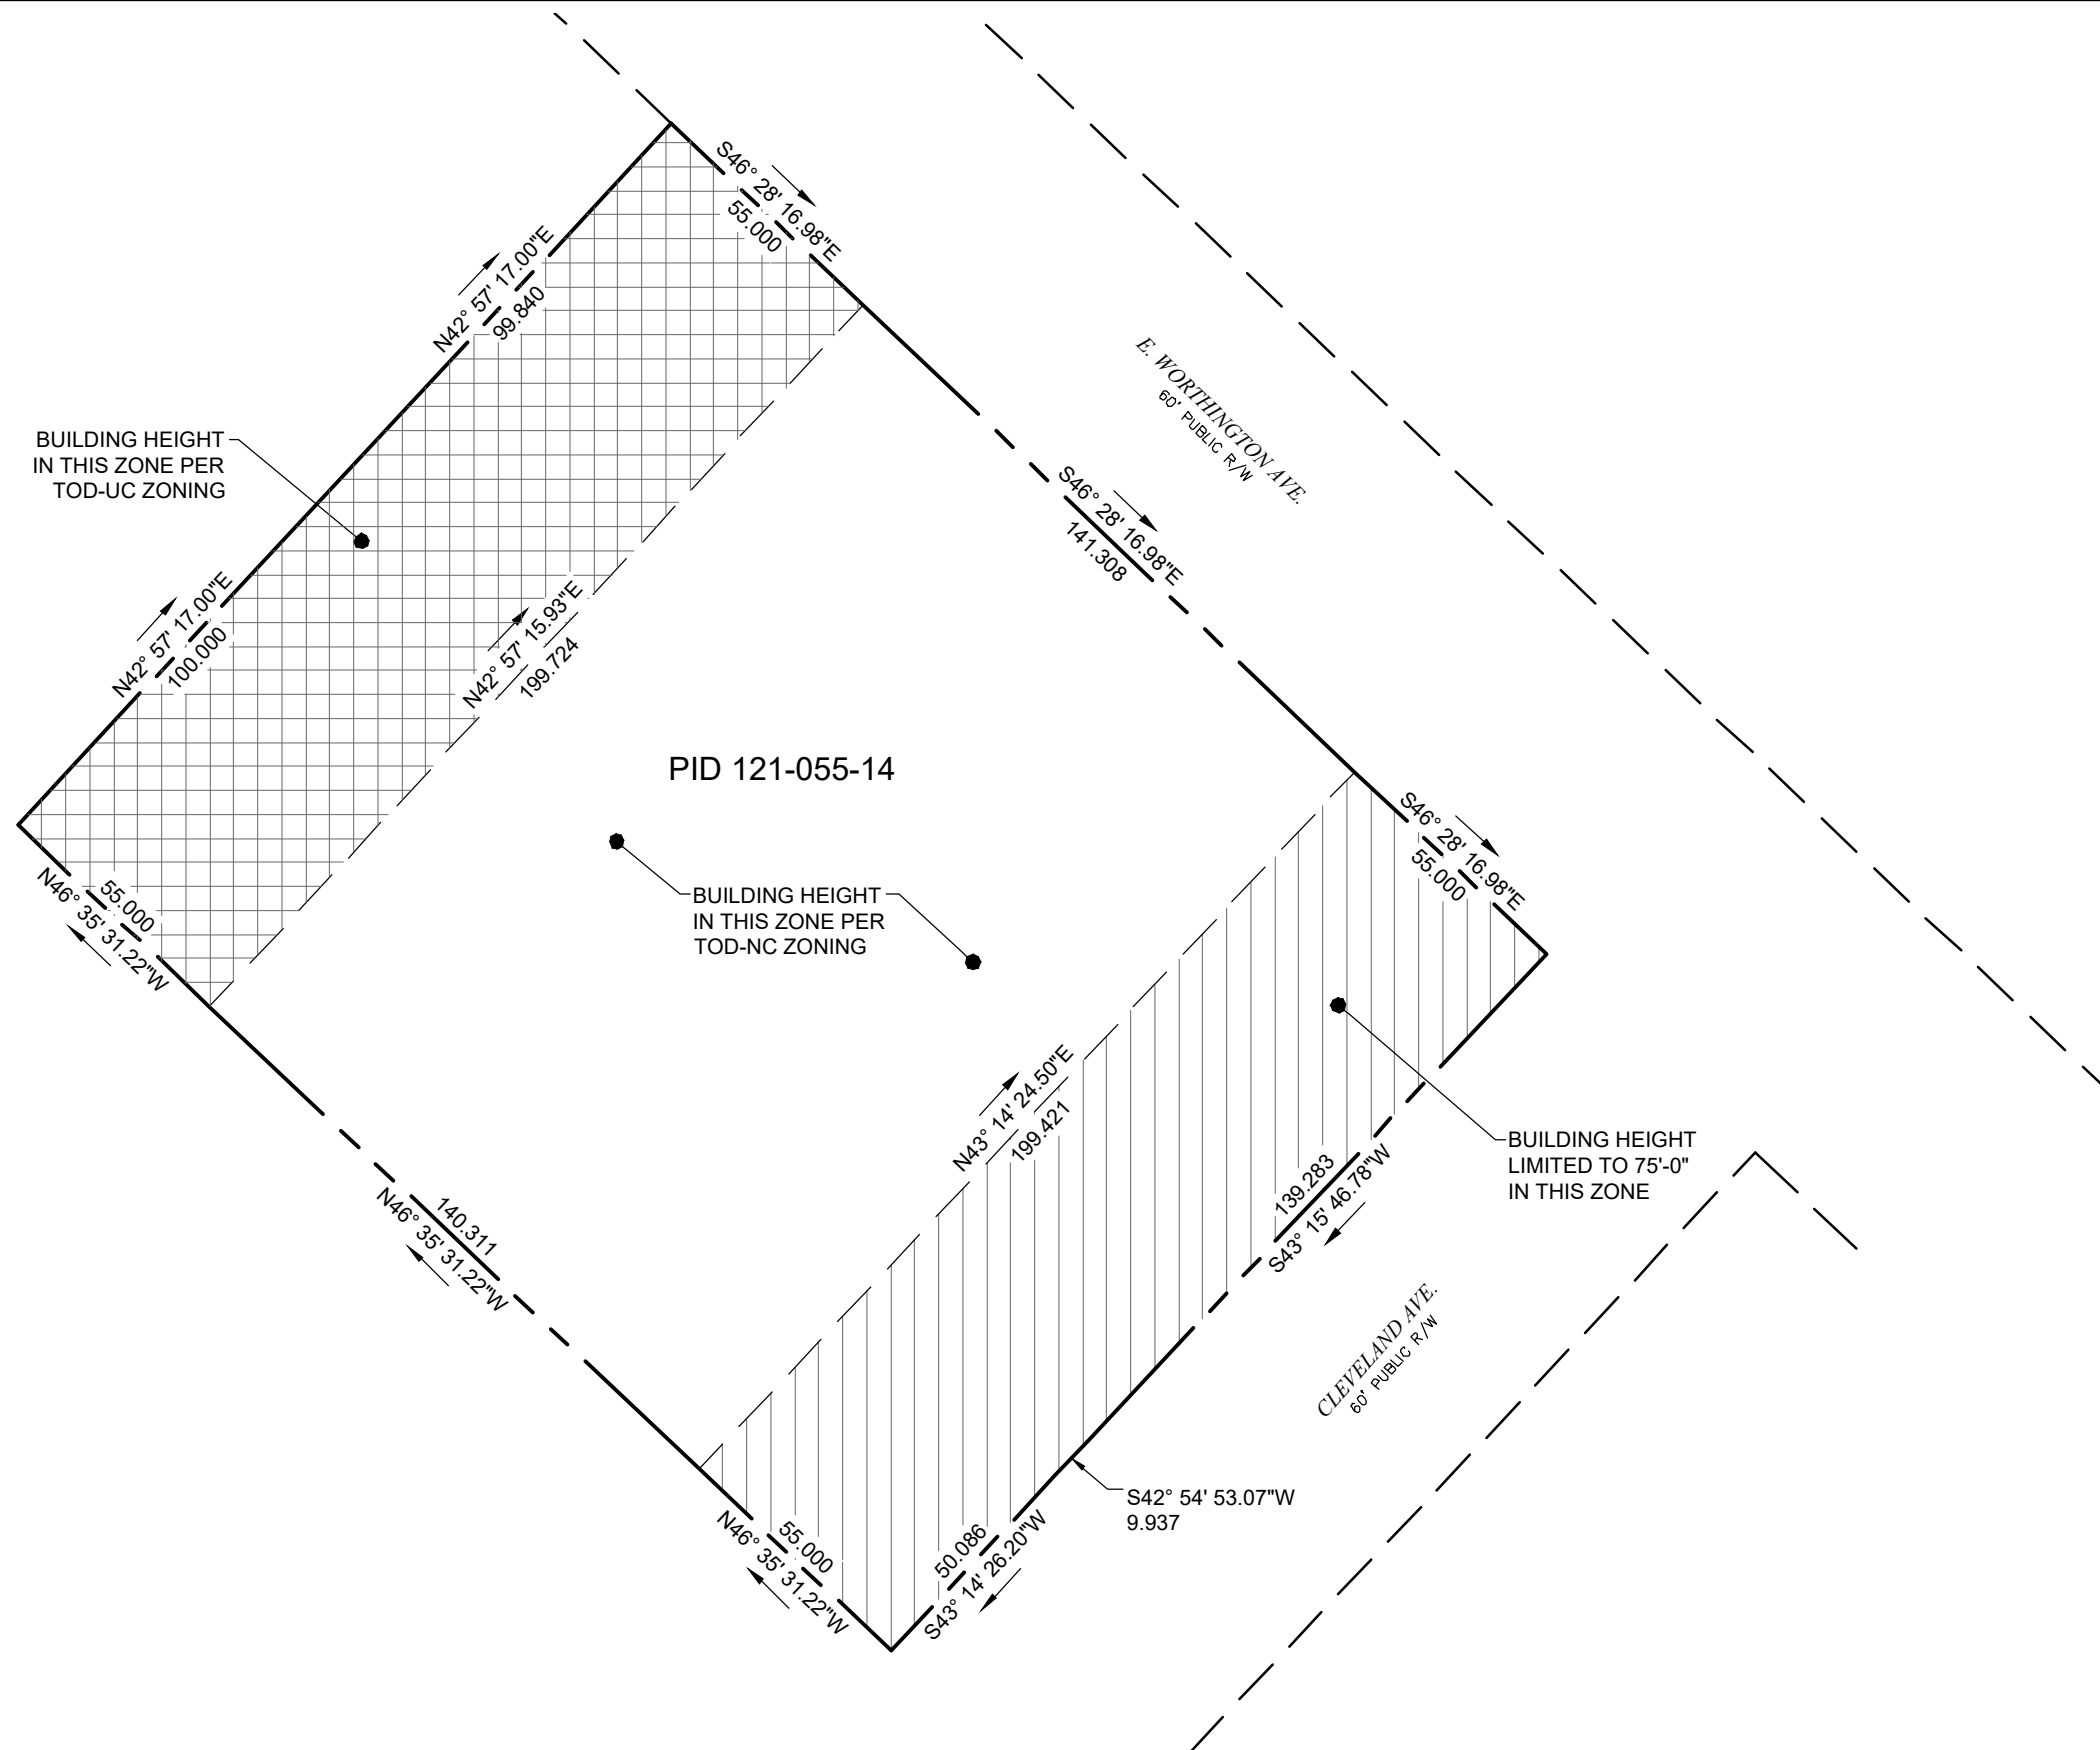 S46° 28' 16.98"E
55.000
N42° 57' 17.00"E
99.840
E. WORTHINGTON AVE.
60' PUBLIC R/W
BUILDING HEIGHT
IN THIS ZONE PER
TOD-UC ZONING
S46° 28' 16.98"E
141.308
N42° 57' 17.00"E
100.000
N42° 57' 15.93"E
199.724
PID 121-055-14
S46° 28' 16.98"E
55.000
55.000
N46° 35' 31.22"W
BUILDING HEIGHT
IN THIS ZONE PER
TOD-NC ZONING
N43° 14' 24.50"E
199.421
BUILDING HEIGHT
LIMITED TO 75'-0"
IN THIS ZONE
139.283
S43° 15' 46.78"W
140.311
N46° 35' 31.22"W
CLEVELAND AVE.
60' PUBLIC R/W
S42° 54' 53.07"W
9.937
55.000
N46° 35' 31.22"W
50.086
S43° 14' 26.20"W